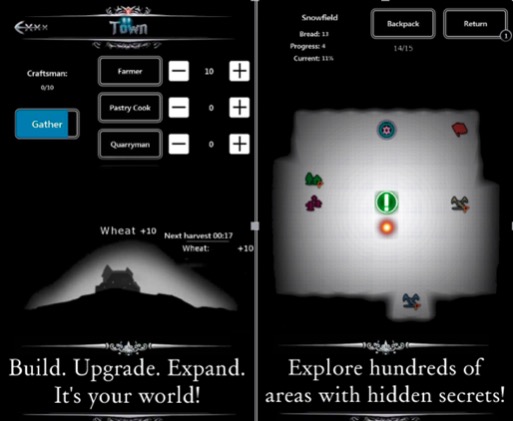 Town
Craftsman:
0/10
Gather
Farmer
10
Pastry Cook
0
Quarryman
0
Wheat +10
Next harvest 00:17
Wheat: +10
Build. Upgrade. Expand.
It's your world!
Snowfield
Bread: 13
Progress: 4
Current: 11%
Backpack
14/15
Return
1
Explore hundreds of
areas with hidden secrets!